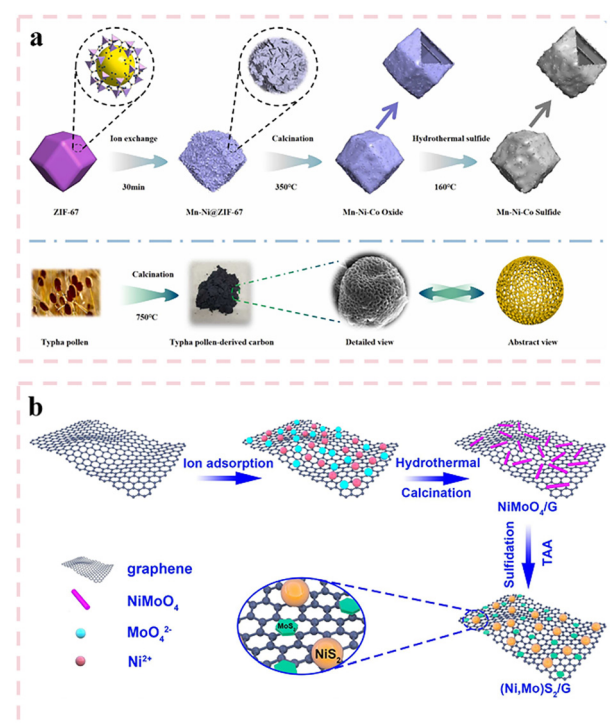 a
Ion exchange
Calcination
Hydrothermal sulfide
30min
350℃
160℃
ZIF-67
Mn-Ni@ZIF-67
Mn-Ni-Co Oxide
Mn-Ni-Co Sulfide
Calcination
750℃
Typha pollen
Typha pollen-derived carbon
Detailed view
Abstract view
b
Ion adsorption
Hydrothermal
Calcination
NiMoO4/G
Sulfidation
TAA
graphene
NiMoO4
MoO42-
Ni2+
MoS2
NiS2
(Ni,Mo)S2/G